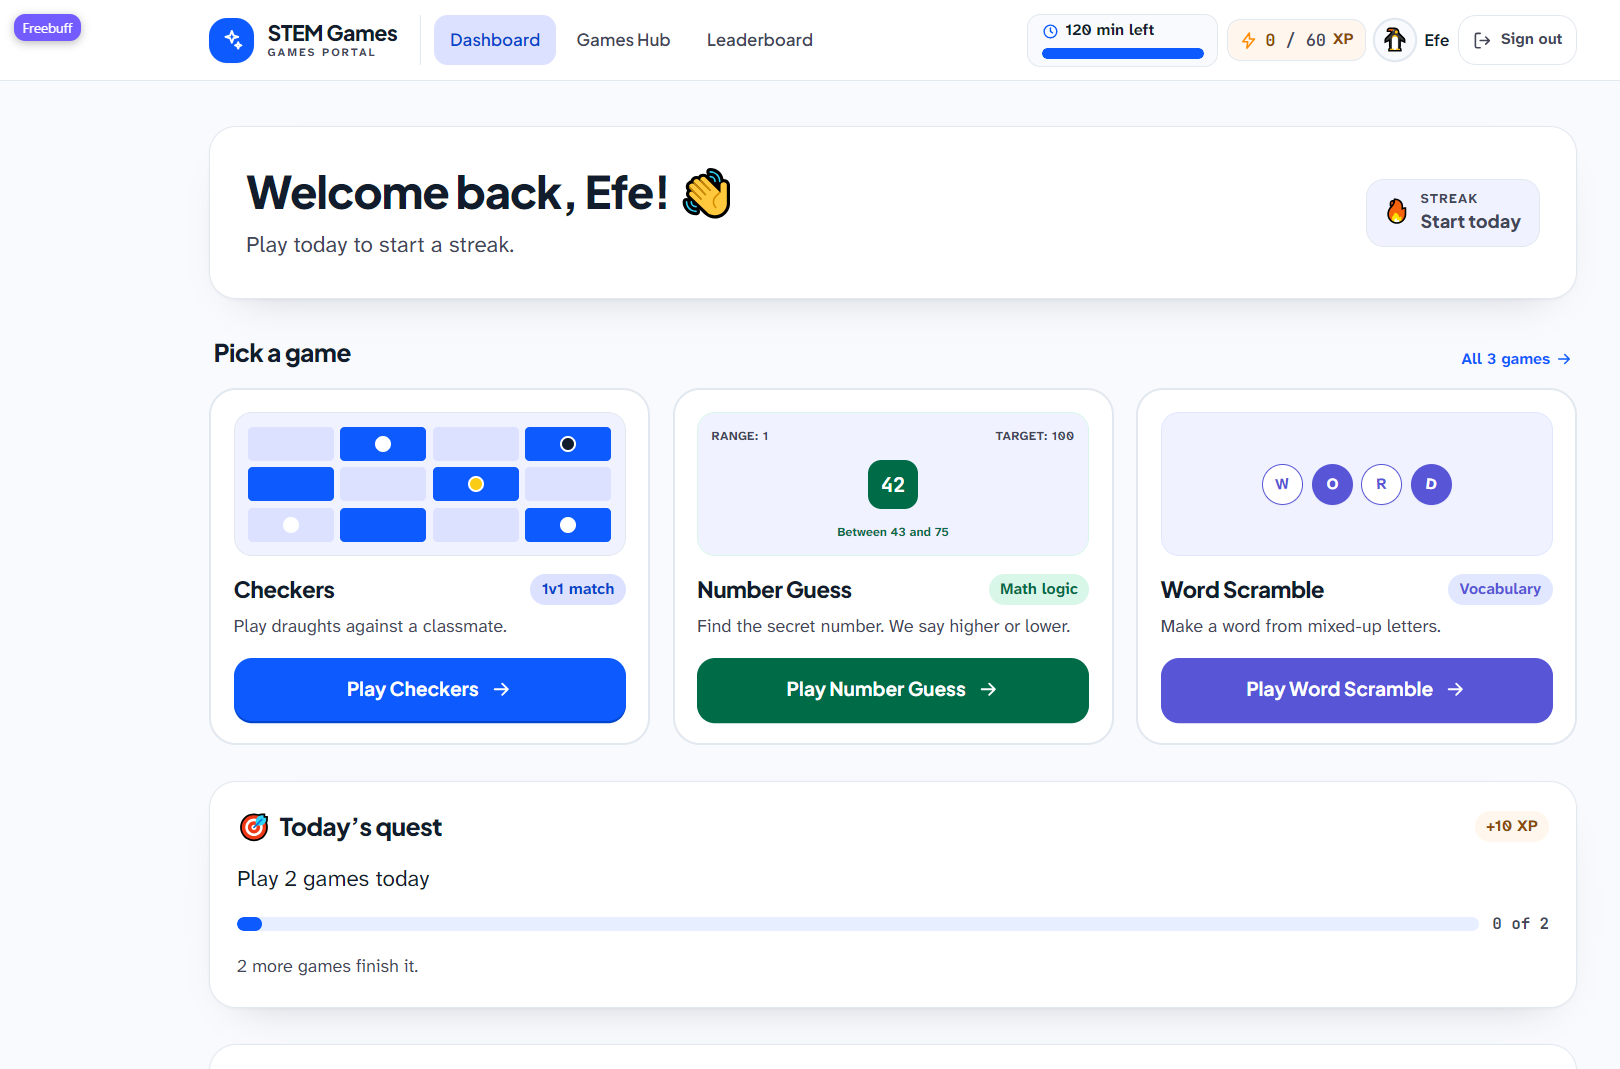 Freebuff
STEM Games
GAMES PORTAL
Dashboard
Games Hub
Leaderboard
120 min left
0 / 60 XP
Efe
Sign out
Welcome back, Efe! 👋
Play today to start a streak.
STREAK
Start today
Pick a game
All 3 games →
RANGE: 1
TARGET: 100
42
Between 43 and 75
W O R D
Checkers
1v1 match
Play draughts against a classmate.
Play Checkers →
Number Guess
Math logic
Find the secret number. We say higher or lower.
Play Number Guess →
Word Scramble
Vocabulary
Make a word from mixed-up letters.
Play Word Scramble →
🎯 Today’s quest
+10 XP
Play 2 games today
0 of 2
2 more games finish it.